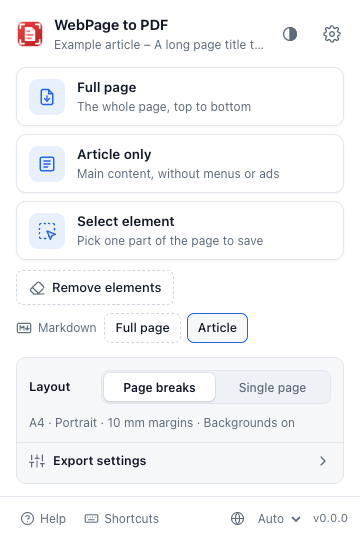 WebPage to PDF
Example article – A long page title t...
Full page
The whole page, top to bottom
Article only
Main content, without menus or ads
Select element
Pick one part of the page to save
Remove elements
Markdown Full page Article
Layout Page breaks Single page
A4 · Portrait · 10 mm margins · Backgrounds on
Export settings
Help Shortcuts Auto v0.0.0